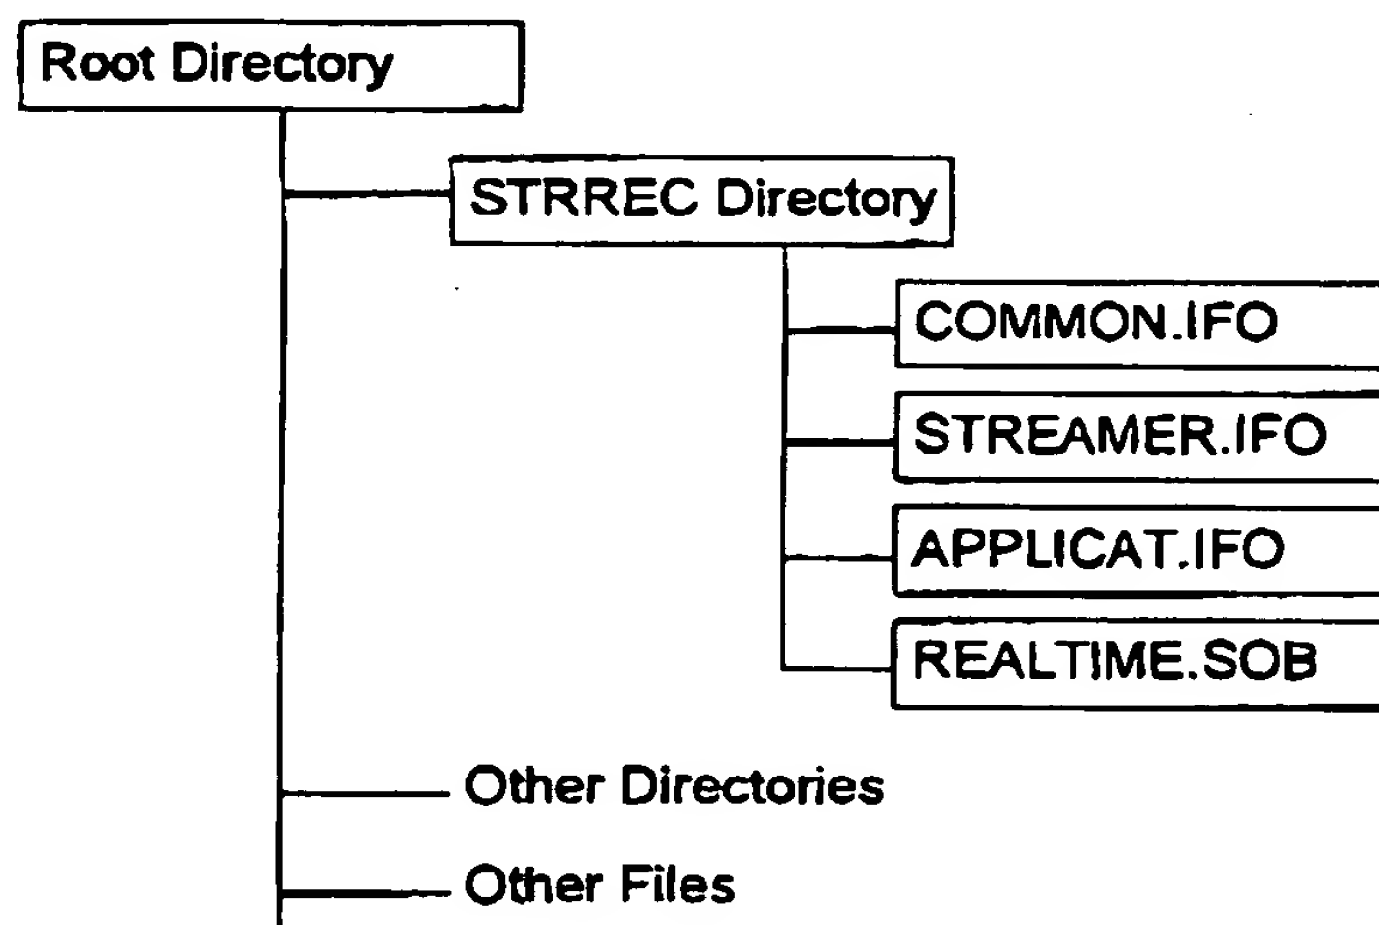 Root Directory
STRREC Directory
COMMON.IFO
STREAMER.IFO
APPLICAT.IFO
REALTIME.SOB
Other Directories
Other Files